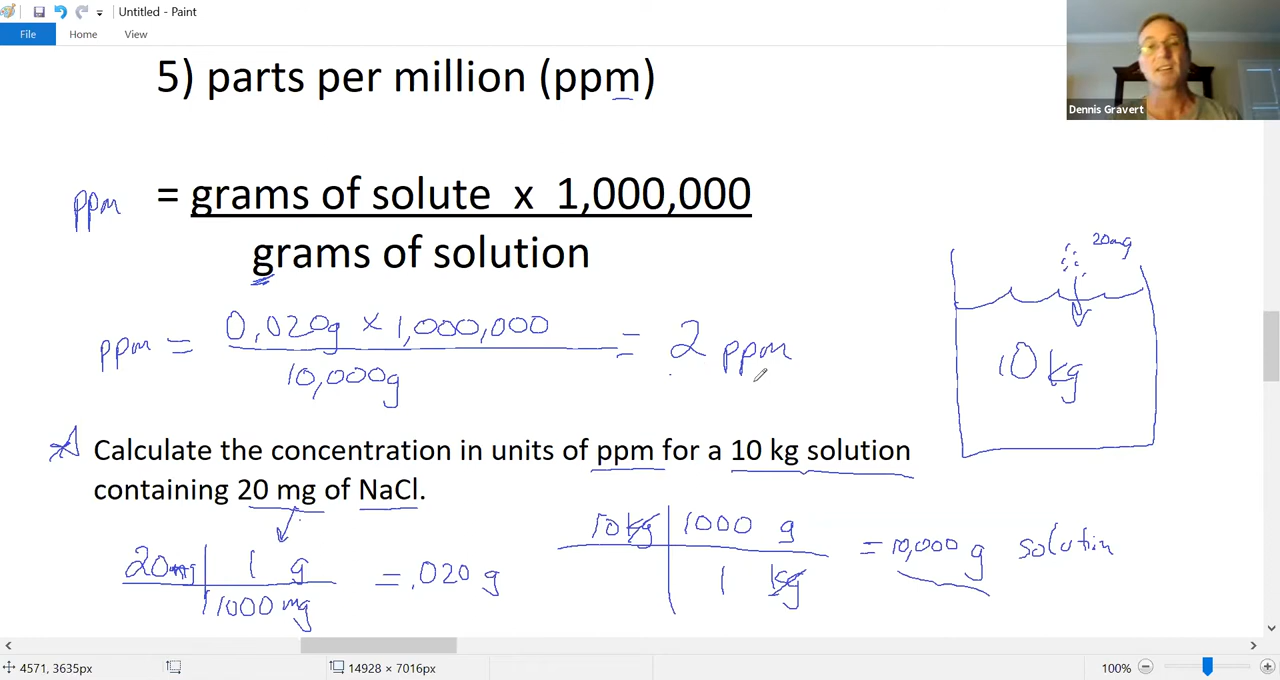 Untitled - Paint
File Home View
5) parts per million (ppm)
Dennis Gravert
ppm = grams of solute x 1,000,000
grams of solution
20mg
ppm = 0.020g x 1,000,000 = 2 ppm
10,000g
10 kg
Calculate the concentration in units of ppm for a 10 kg solution
containing 20 mg of NaCl.
20mg 1 g = .020 g
1000 mg
10kg 1000 g = 10,000 g solution
1 kg
4571, 3635px 14928 × 7016px 100%